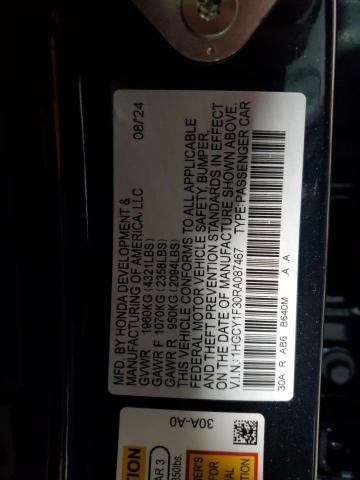 MFD. BY HONDA DEVELOPMENT &
MANUFACTURING OF AMERICA, LLC 08/24
GVWR 1960KG (4321LBS)
GAWR F 1070KG (2358LBS)
GAWR R 950KG (2094LBS)
THIS VEHICLE CONFORMS TO ALL APPLICABLE
FEDERAL MOTOR VEHICLE SAFETY, BUMPER,
AND THEFT PREVENTION STANDARDS IN EFFECT
ON THE DATE OF MANUFACTURE SHOWN ABOVE.
V.I.N.: 1HGCY1F30RA087467 TYPE:PASSENGER CAR
30A R AB6 B640M A A
30A-A0